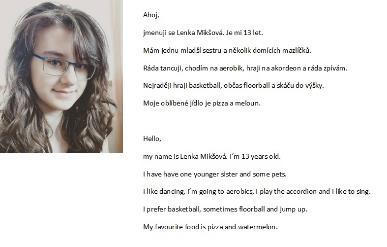 Ahoj,
jmenuji se Lenka Mikšová. Je mi 13 let.
Mám jednu mladší sestru a několik domících mazlíčků.
Ráda tancuji, chodím na aerobik, hraji na akordeon a ráda zpívám.
Nejraději hraji basketball, občas floorball a skáču do výšky.
Moje oblíbené jídlo je pizza a meloun.
Hello,
my name is Lenka Mikšová. I´m 13 years old.
I have have one younger sister and some pets.
I like dancing, I´m going to aerobics, I play the accordion and I like to sing.
I prefer basketball, sometimes floorball and jump up.
My favourite food is pizza and watermelon.